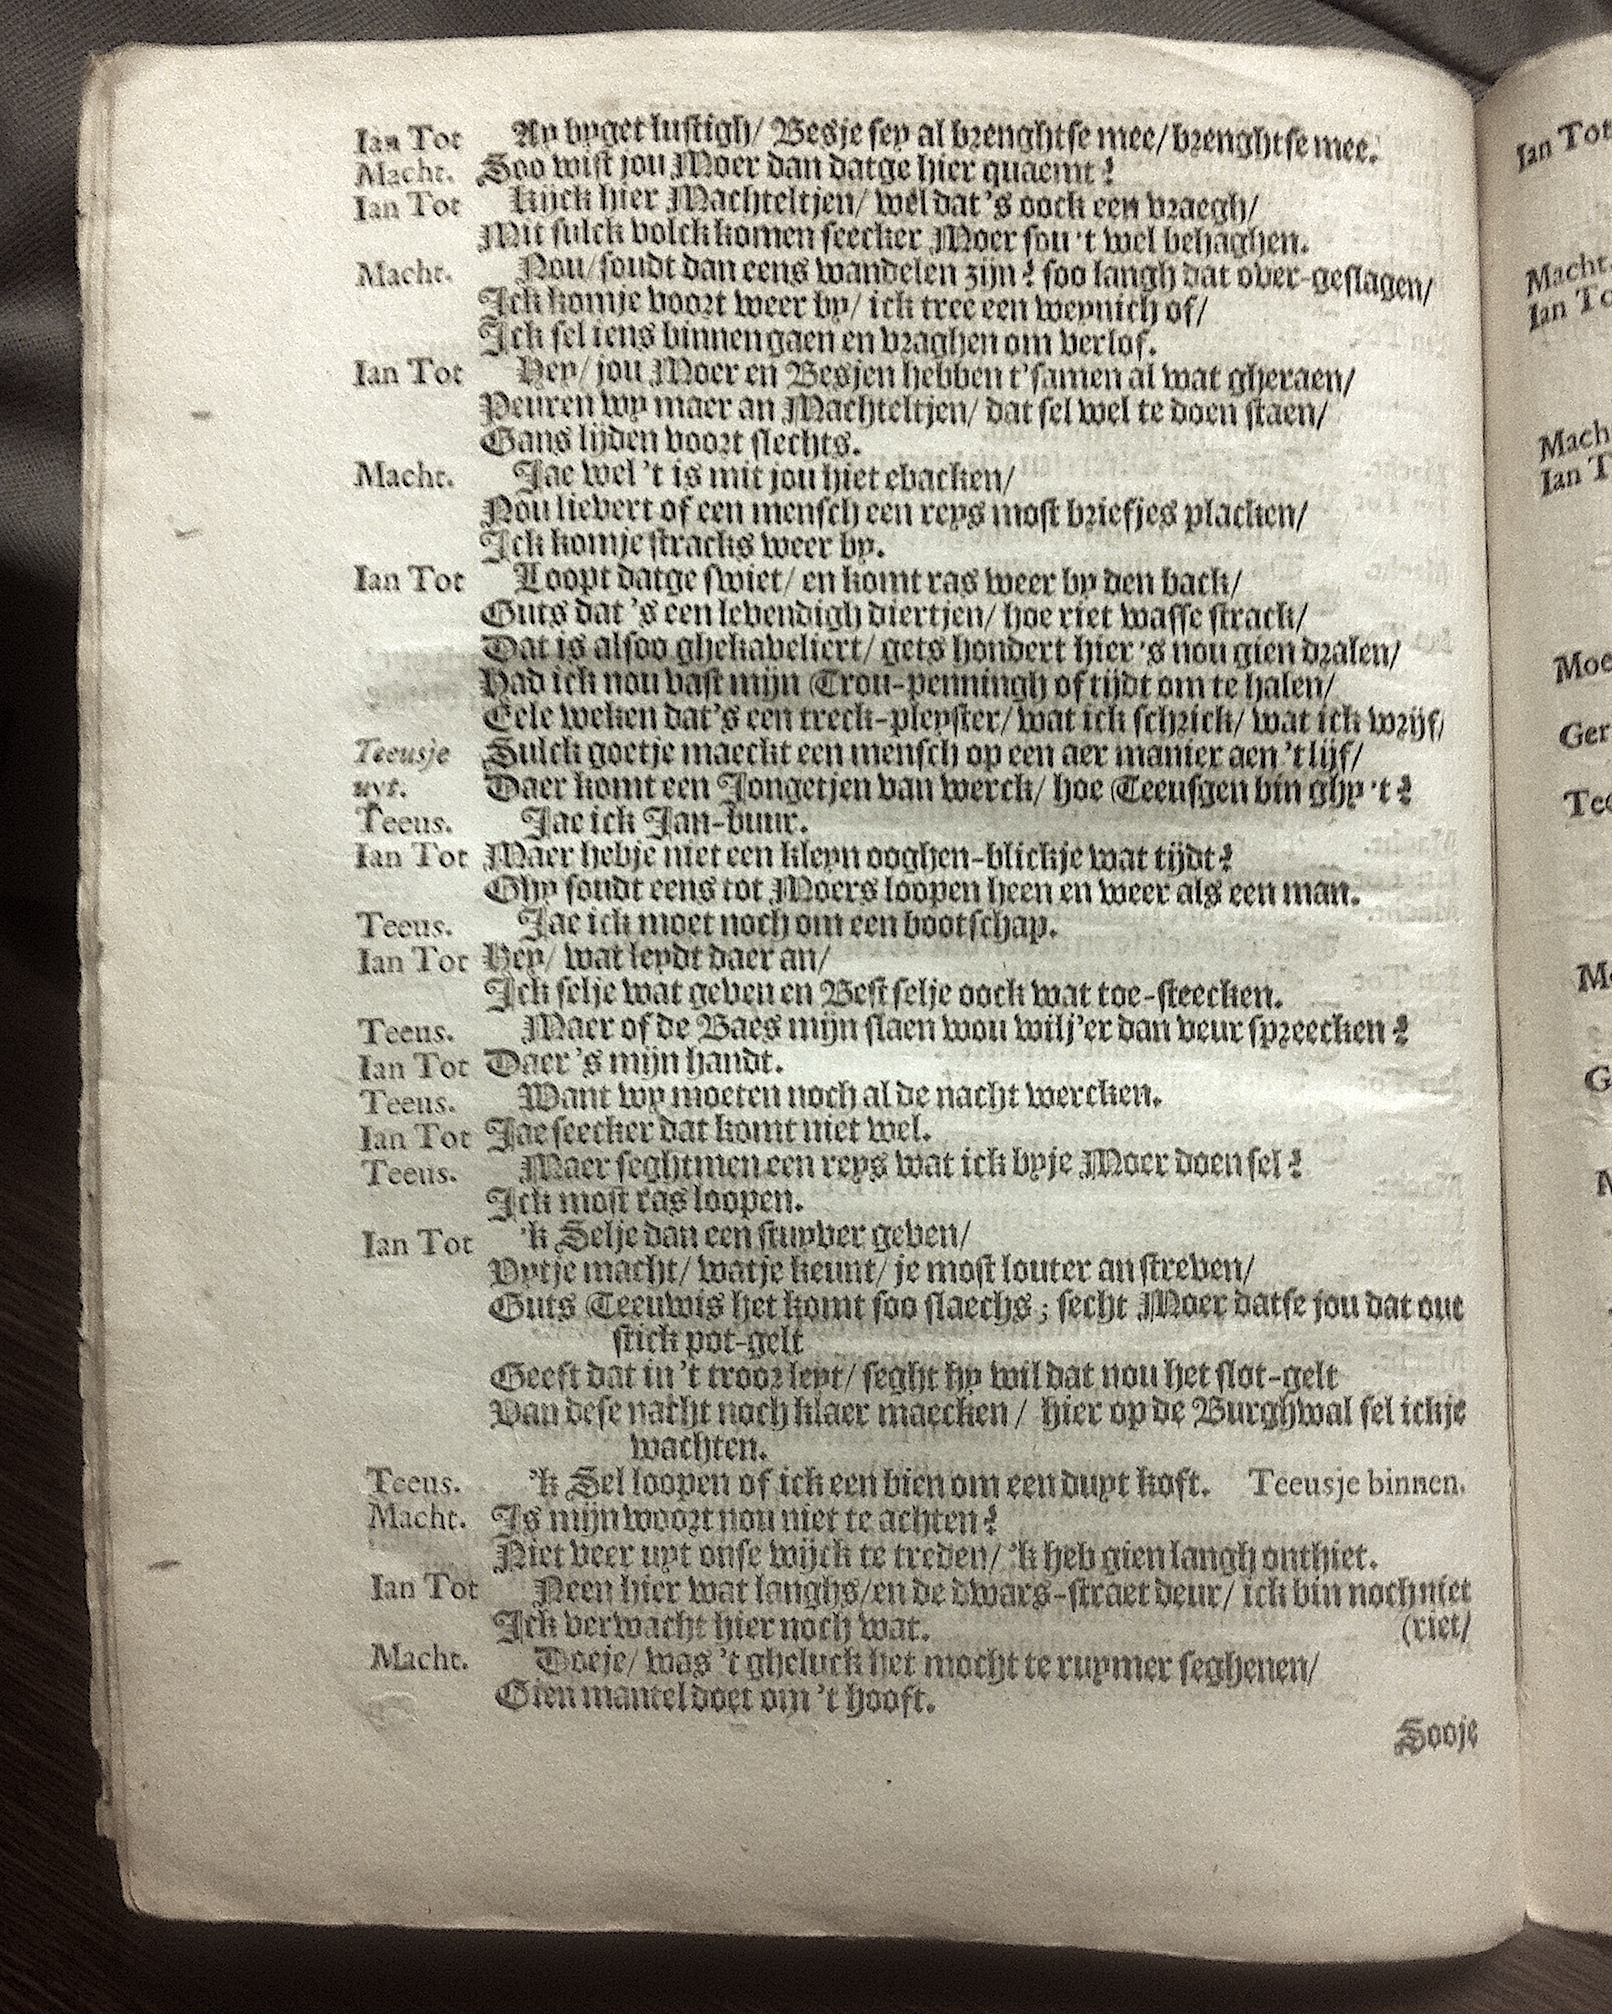 Ian Tot Ay byget lustigh/ Besje sey al brenghtse mee/ brenghtse mee.
Macht. Soo wist jou Moer dan datge hier quaemt?
Ian Tot Kijck hier Machteltjen/ wel dat's oock een vraegh/
Mit sulck volck komen seecker Moer sou 't wel behaghen.
Macht. Nou/ soudt dan eens wandelen zijn? soo langh dat over-geslagen/
Ick komje voort weer by/ ick tree een weynich of/
Ick sel iens binnen gaen en vraghen om verlof.
Ian Tot Hey/ jou Moer en Besjen hebben t'samen al wat gheraen/
Peuren wy maer an Machteltjen/ dat sel wel te doen staen/
Gans lijden voort slechts.
Macht. Jae wel 't is mit jou hiet ebacken/
Nou lievert of een mensch een reys most briefjes placken/
Ick komje stracks weer by.
Ian Tot Loopt datge swiet/ en komt ras weer by den back/
Guts dat 's een levendigh diertjen/ hoe riet wasse strack/
Dat is alsoo ghekaveliert/ gets hondert hier 's nou gien dralen/
Had ick nou vast mijn Trou-penningh of tijdt om te halen/
Eele weken dat's een treck-pleyster/ wat ick schrick/ wat ick wrijf/
Teeusje Sulck goetje maeckt een mensch op een aer manier aen 't lijf/
uyt. Daer komt een Jongetjen van werck/ hoe Teeusgen bin ghy 't?
Teeus. Jae ick Jan-buur.
Ian Tot Maer hebje niet een kleyn ooghen-blickje wat tijdt?
Ghy soudt eens tot Moers loopen heen en weer als een man.
Teeus. Jae ick moet noch om een bootschap.
Ian Tot Hey/ wat leydt daer an/
Ick selje wat geven en Best selje oock wat toe-steecken.
Teeus. Maer of de Baes mijn slaen wou wilj'er dan veur spreecken?
Ian Tot Daer 's mijn handt.
Teeus. Want wy moeten noch al de nacht wercken.
Ian Tot Jae seecker dat komt niet wel.
Teeus. Maer seght men een reys wat ick byje Moer doen sel?
Ick most ras loopen.
Ian Tot 'k Selje dan een stuyver geven/
Uytje macht/ watje keunt/ je most louter an streven/
Guts Teeuwis het komt soo slaechs; secht Moer datse jou dat out
stick pot-gelt
Geeft dat in 't troor leyt/ seght hy wil dat nou het slot-gelt
Van dese nacht noch klaer maecken/ hier op de Burghwal sel ickje
wachten.
Teeus. 'k Sel loopen of ick een bien om een duyt koft. Teeusje binnen.
Macht. Is mijn woort nou niet te achten?
Niet veer uyt onse wijck te treden/ 'k heb gien langh onthiet.
Ian Tot Neen hier wat langhs/ en de dwars-straet deur/ ick bin noch niet
Ick verwacht hier noch wat. (riet/
Macht. Doeje/ was 't gheluck het mocht te ruymer seghenen/
Gien mantel doet om 't hooft.
Sooje
Ian Tot
Macht.
Ian To
Mach
Ian T
Moe
Ger
Tee
M
G